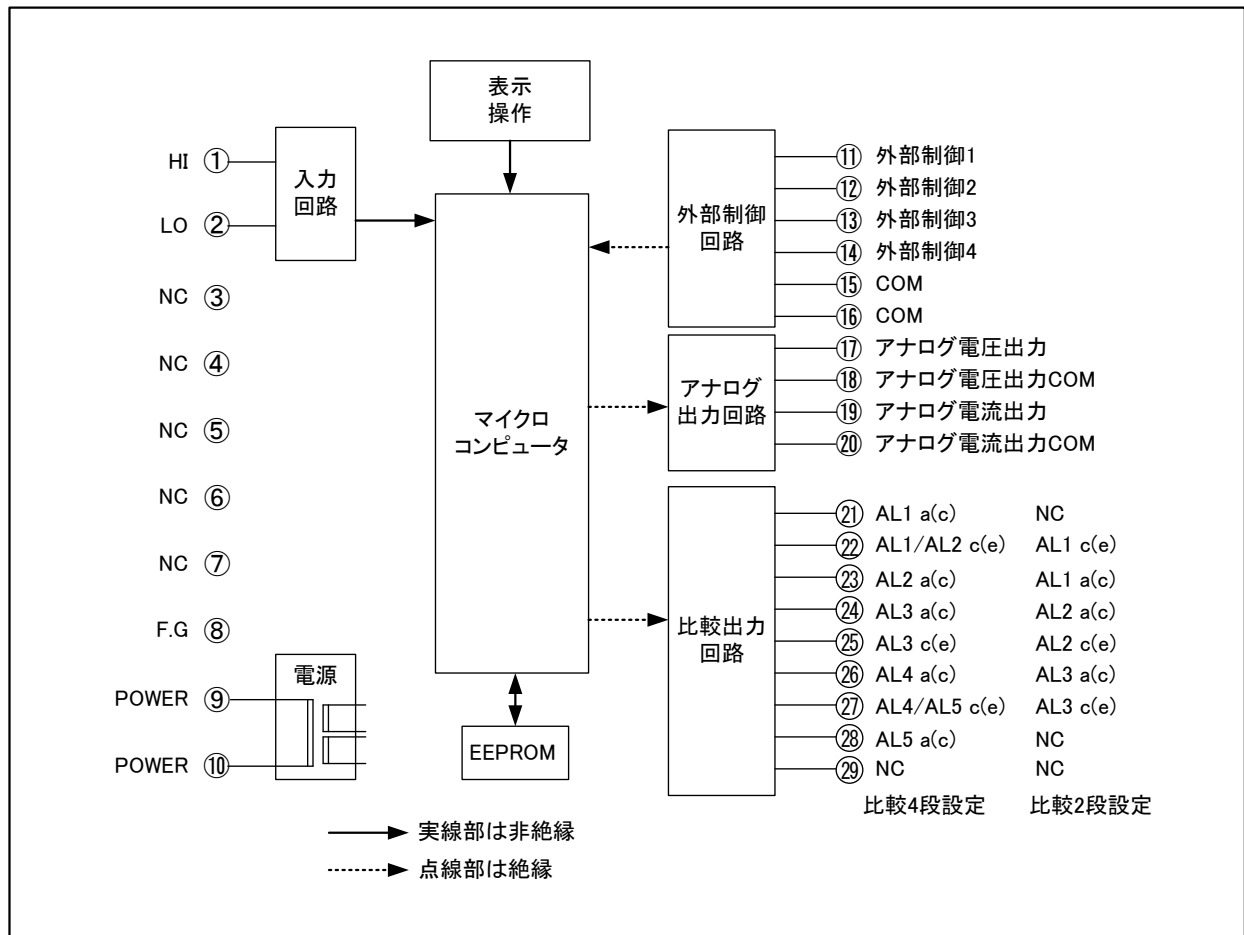 表示
操作
HI ①
LO ②
NC ③
NC ④
NC ⑤
NC ⑥
NC ⑦
F.G ⑧
POWER ⑨
POWER ⑩
入力
回路
電源
マイクロ
コンピュータ
EEPROM
外部制御
回路
⑪ 外部制御1
⑫ 外部制御2
⑬ 外部制御3
⑭ 外部制御4
⑮ COM
⑯ COM
アナログ
出力回路
⑰ アナログ電圧出力
⑱ アナログ電圧出力COM
⑲ アナログ電流出力
⑳ アナログ電流出力COM
比較出力
回路
㉑ AL1 a(c) NC
㉒ AL1/AL2 c(e) AL1 c(e)
㉓ AL2 a(c) AL1 a(c)
㉔ AL3 a(c) AL2 a(c)
㉕ AL3 c(e) AL2 c(e)
㉖ AL4 a(c) AL3 a(c)
㉗ AL4/AL5 c(e) AL3 c(e)
㉘ AL5 a(c) NC
㉙ NC NC
比較4段設定 比較2段設定
実線部は非絶縁
点線部は絶縁